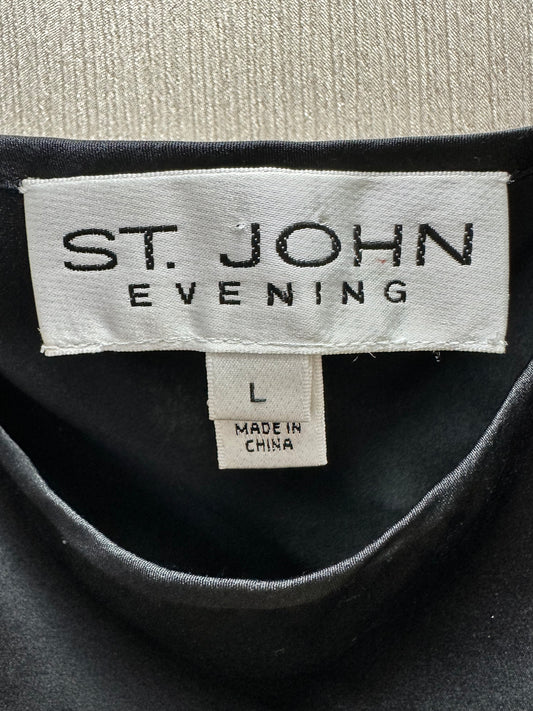 ST. JOHN
EVENING
L
MADE IN
CHINA